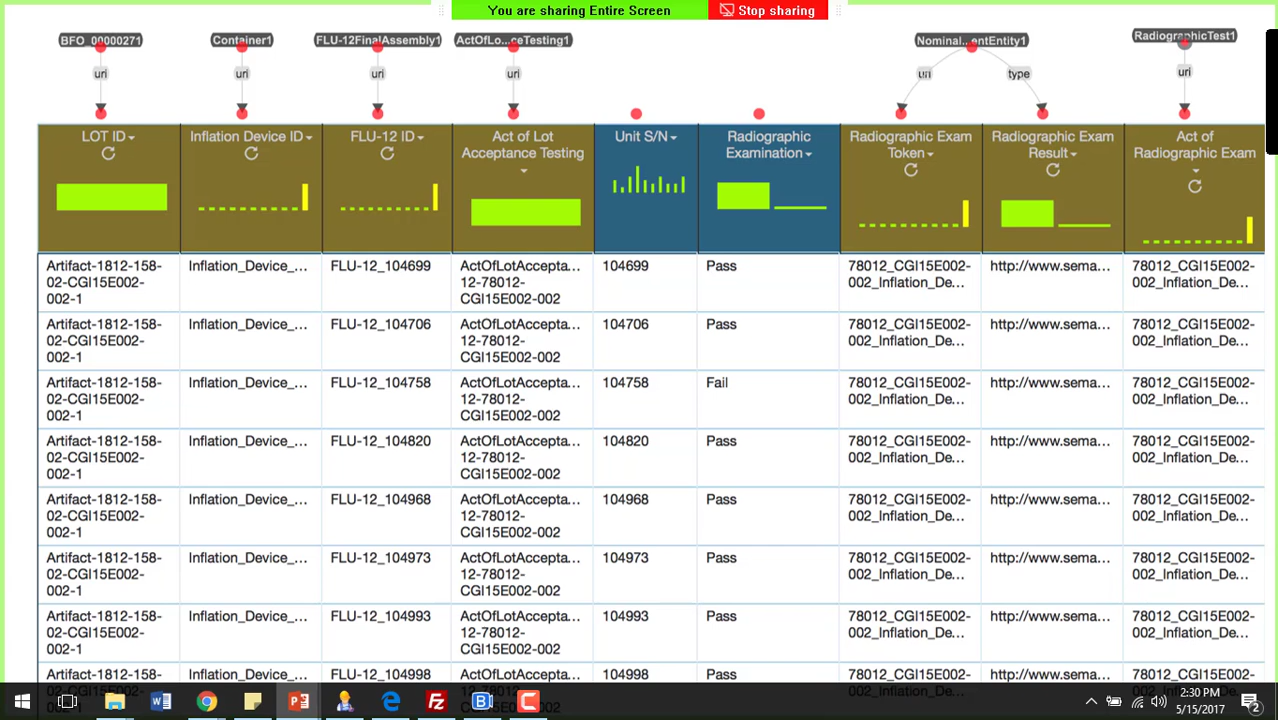 You are sharing Entire Screen
Stop sharing
BFO_00000271 Container1 FLU-12FinalAssembly1 ActOfLo...ceTesting1 Nominal...entEntity1 RadiographicTest1
uri uri uri uri uri type uri
LOT ID
Inflation Device ID
FLU-12 ID
Act of Lot
Acceptance Testing
Unit S/N
Radiographic
Examination
Radiographic Exam
Token
Radiographic Exam
Result
Act of
Radiographic Exam
Artifact-1812-158- Inflation_Device_... FLU-12_104699 ActOfLotAccepta... 104699 Pass 78012_CGI15E002- http://www.sema... 78012_CGI15E002-
02-CGI15E002- 12-78012- 002_Inflation_De... 002_Inflation_De...
002-1 CGI15E002-002
Artifact-1812-158- Inflation_Device_... FLU-12_104706 ActOfLotAccepta... 104706 Pass 78012_CGI15E002- http://www.sema... 78012_CGI15E002-
02-CGI15E002- 12-78012- 002_Inflation_De... 002_Inflation_De...
002-1 CGI15E002-002
Artifact-1812-158- Inflation_Device_... FLU-12_104758 ActOfLotAccepta... 104758 Fail 78012_CGI15E002- http://www.sema... 78012_CGI15E002-
02-CGI15E002- 12-78012- 002_Inflation_De... 002_Inflation_De...
002-1 CGI15E002-002
Artifact-1812-158- Inflation_Device_... FLU-12_104820 ActOfLotAccepta... 104820 Pass 78012_CGI15E002- http://www.sema... 78012_CGI15E002-
02-CGI15E002- 12-78012- 002_Inflation_De... 002_Inflation_De...
002-1 CGI15E002-002
Artifact-1812-158- Inflation_Device_... FLU-12_104968 ActOfLotAccepta... 104968 Pass 78012_CGI15E002- http://www.sema... 78012_CGI15E002-
02-CGI15E002- 12-78012- 002_Inflation_De... 002_Inflation_De...
002-1 CGI15E002-002
Artifact-1812-158- Inflation_Device_... FLU-12_104973 ActOfLotAccepta... 104973 Pass 78012_CGI15E002- http://www.sema... 78012_CGI15E002-
02-CGI15E002- 12-78012- 002_Inflation_De... 002_Inflation_De...
002-1 CGI15E002-002
Artifact-1812-158- Inflation_Device_... FLU-12_104993 ActOfLotAccepta... 104993 Pass 78012_CGI15E002- http://www.sema... 78012_CGI15E002-
02-CGI15E002- 12-78012- 002_Inflation_De... 002_Inflation_De...
002-1 CGI15E002-002
Artifact-1812-158- Inflation_Device_... FLU-12_104998 ActOfLotAccepta... 104998 Pass 78012_CGI15E002- http://www.sema... 78012_CGI15E002-
2:30 PM
5/15/2017
2